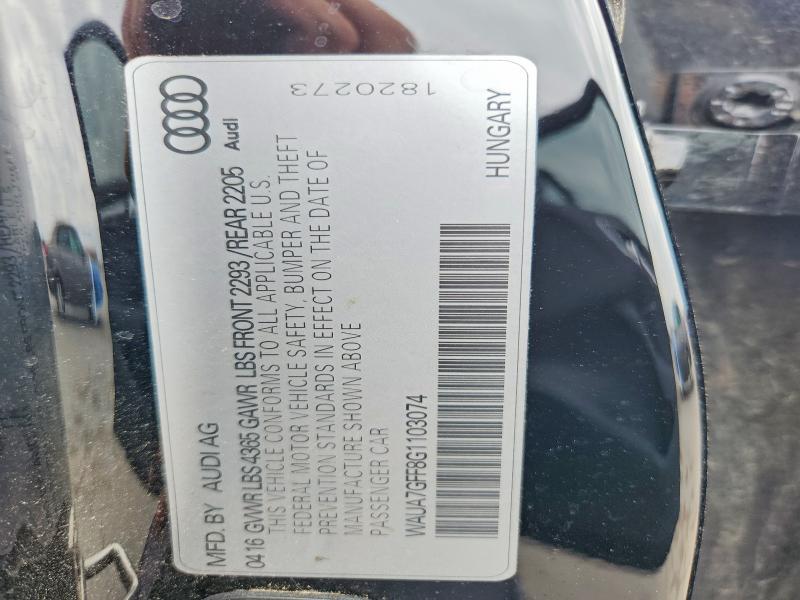 MFD. BY AUDI AG
0416 GVWR LBS 4365 GAWR LBS FRONT 2293 / REAR 2205 Audi
THIS VEHICLE CONFORMS TO ALL APPLICABLE U.S.
FEDERAL MOTOR VEHICLE SAFETY, BUMPER AND THEFT
PREVENTION STANDARDS IN EFFECT ON THE DATE OF
MANUFACTURE SHOWN ABOVE
PASSENGER CAR
1820273
WAUA7GFF8G1103074
HUNGARY